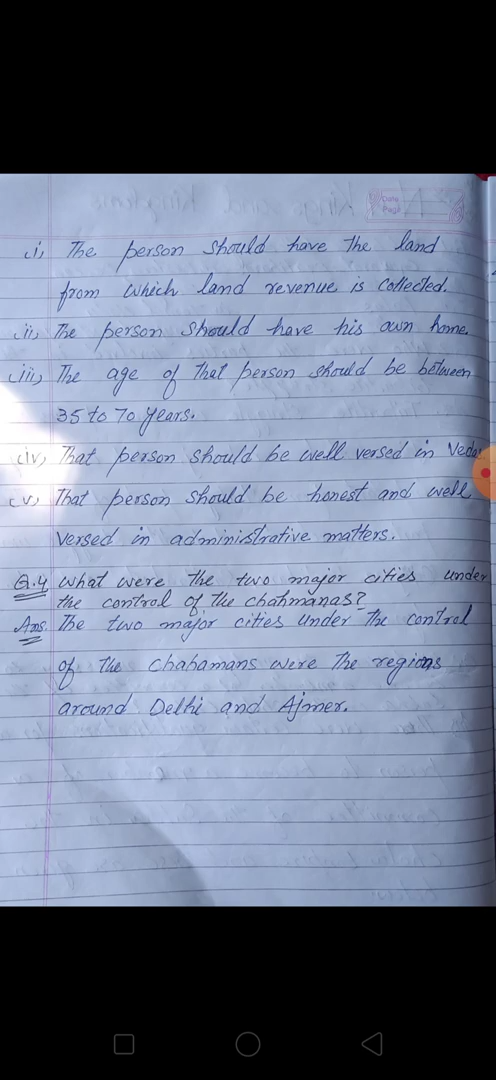 (i) The person should have the land
from which land revenue is collected.
(ii) The person should have his own home.
(iii) The age of that person should be between
35 to 70 years.
(iv) That person should be well versed in Vedas
(v) That person should be honest and well
versed in administrative matters.
Q.4 What were the two major cities under
the control of the chahmanas?
Ans. The two major cities under the control
of the Chahamans were the regions
around Delhi and Ajmer.